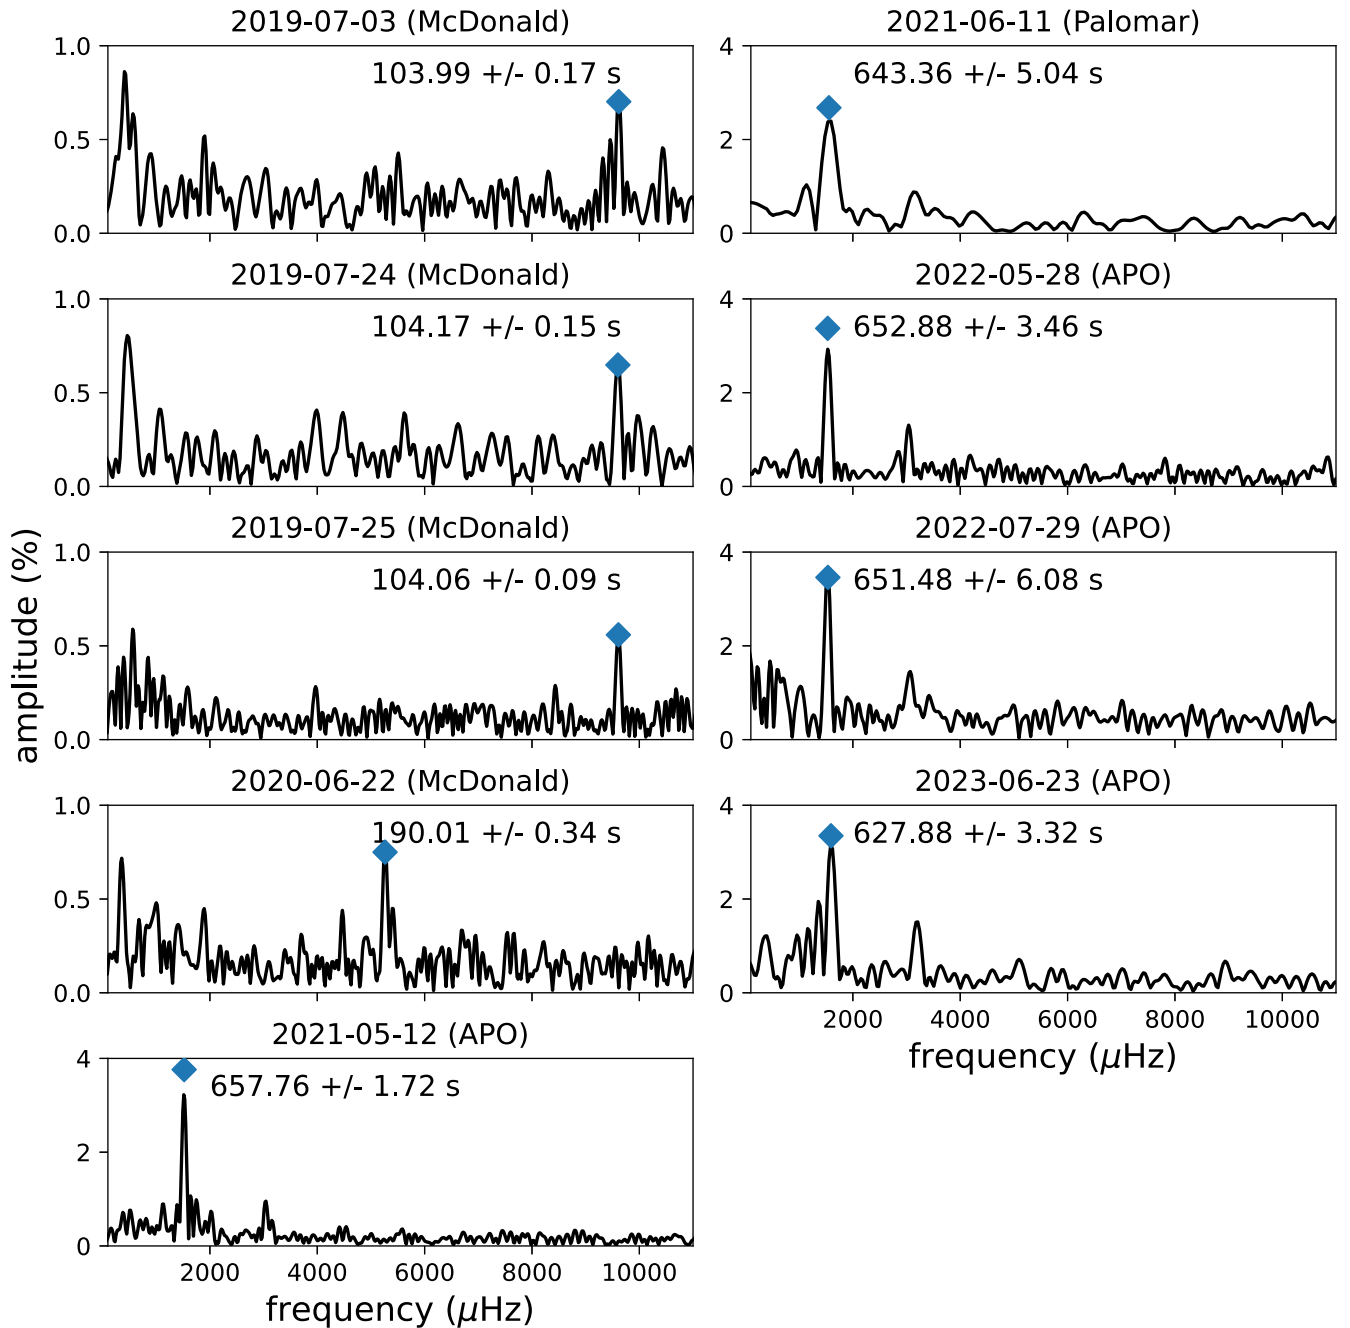 2019-07-03 (McDonald)
1.0
0.5
0.0
103.99 +/- 0.17 s
2019-07-24 (McDonald)
1.0
0.5
0.0
104.17 +/- 0.15 s
2019-07-25 (McDonald)
1.0
0.5
0.0
104.06 +/- 0.09 s
2020-06-22 (McDonald)
1.0
0.5
0.0
190.01 +/- 0.34 s
2021-05-12 (APO)
4
2
0
657.76 +/- 1.72 s
2000 4000 6000 8000 10000
frequency (μHz)
amplitude (%)
2021-06-11 (Palomar)
4
2
0
643.36 +/- 5.04 s
2022-05-28 (APO)
4
2
0
652.88 +/- 3.46 s
2022-07-29 (APO)
4
2
0
651.48 +/- 6.08 s
2023-06-23 (APO)
4
2
0
627.88 +/- 3.32 s
2000 4000 6000 8000 10000
frequency (μHz)